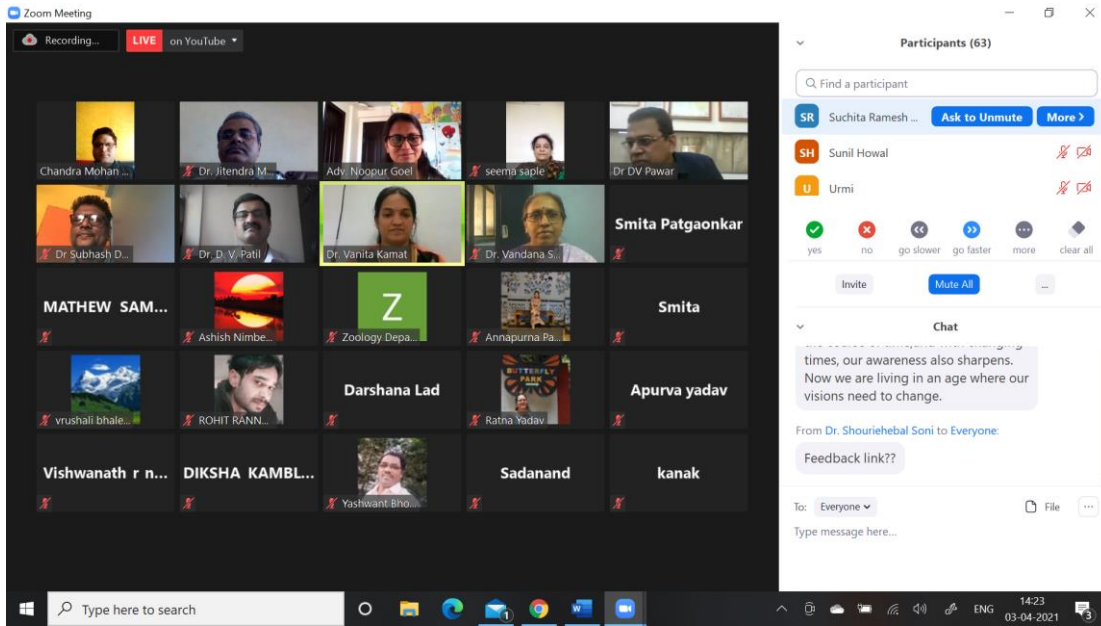 Zoom Meeting
Recording...
LIVE on YouTube
Chandra Mohan ...
Dr. Jitendra M...
Adv. Noopur Goel
seema saple
Dr DV Pawar
Dr Subhash D...
Dr. D. V. Patil
Dr. Vanita Kamat
Dr. Vandana S...
Smita Patgaonkar
MATHEW SAM...
Ashish Nimbe...
Z
Zoology Depa...
Annapurna Pa...
Smita
vrushali bhale...
ROHIT RANN...
Darshana Lad
BUTTERFLY
PARK
Ratna Yadav
Apurva yadav
Vishwanath r n...
DIKSHA KAMBL...
Yashwant Bho...
Sadanand
kanak
Participants (63)
Find a participant
SR Suchita Ramesh ... Ask to Unmute More >
SH Sunil Howal
U Urmi
yes no go slower go faster more clear all
Invite Mute All ...
Chat
times, our awareness also sharpens.
Now we are living in an age where our
visions need to change.
From Dr. Shouriehebal Soni to Everyone:
Feedback link??
To: Everyone File ...
Type message here...
Type here to search
1
W
ENG
14:23
03-04-2021
3